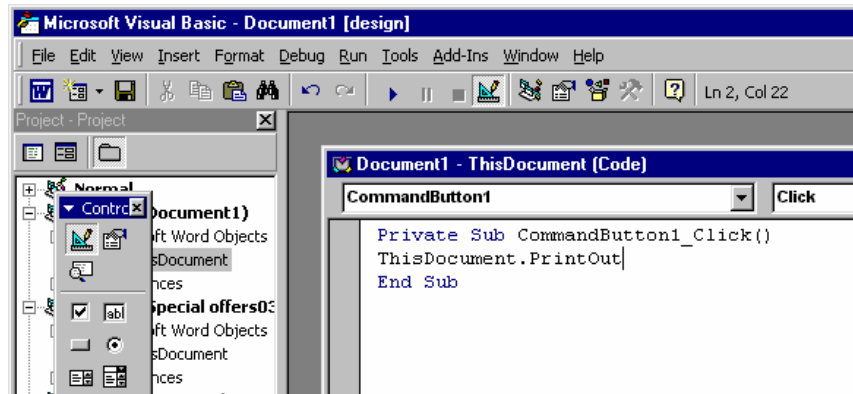 Microsoft Visual Basic - Document1 [design]
File Edit View Insert Format Debug Run Tools Add-Ins Window Help
Ln 2, Col 22
Project - Project
Normal
Document1)
ft Word Objects
sDocument
nces
Special offers03
oft Word Objects
sDocument
nces
Contro
Document1 - ThisDocument (Code)
CommandButton1
Click
Private Sub CommandButton1_Click()
ThisDocument.PrintOut
End Sub